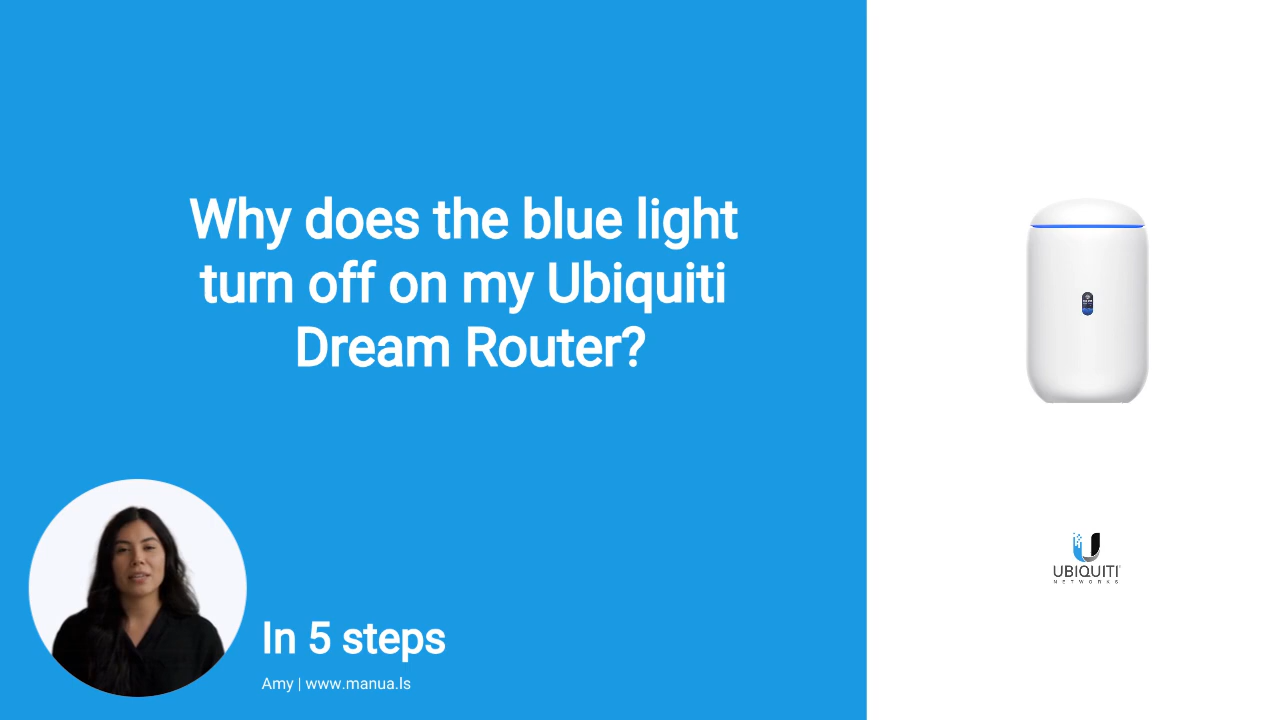 Why does the blue light
turn off on my Ubiquiti
Dream Router?
In 5 steps
Amy | www.manua.ls
UBIQUITI
NETWORKS